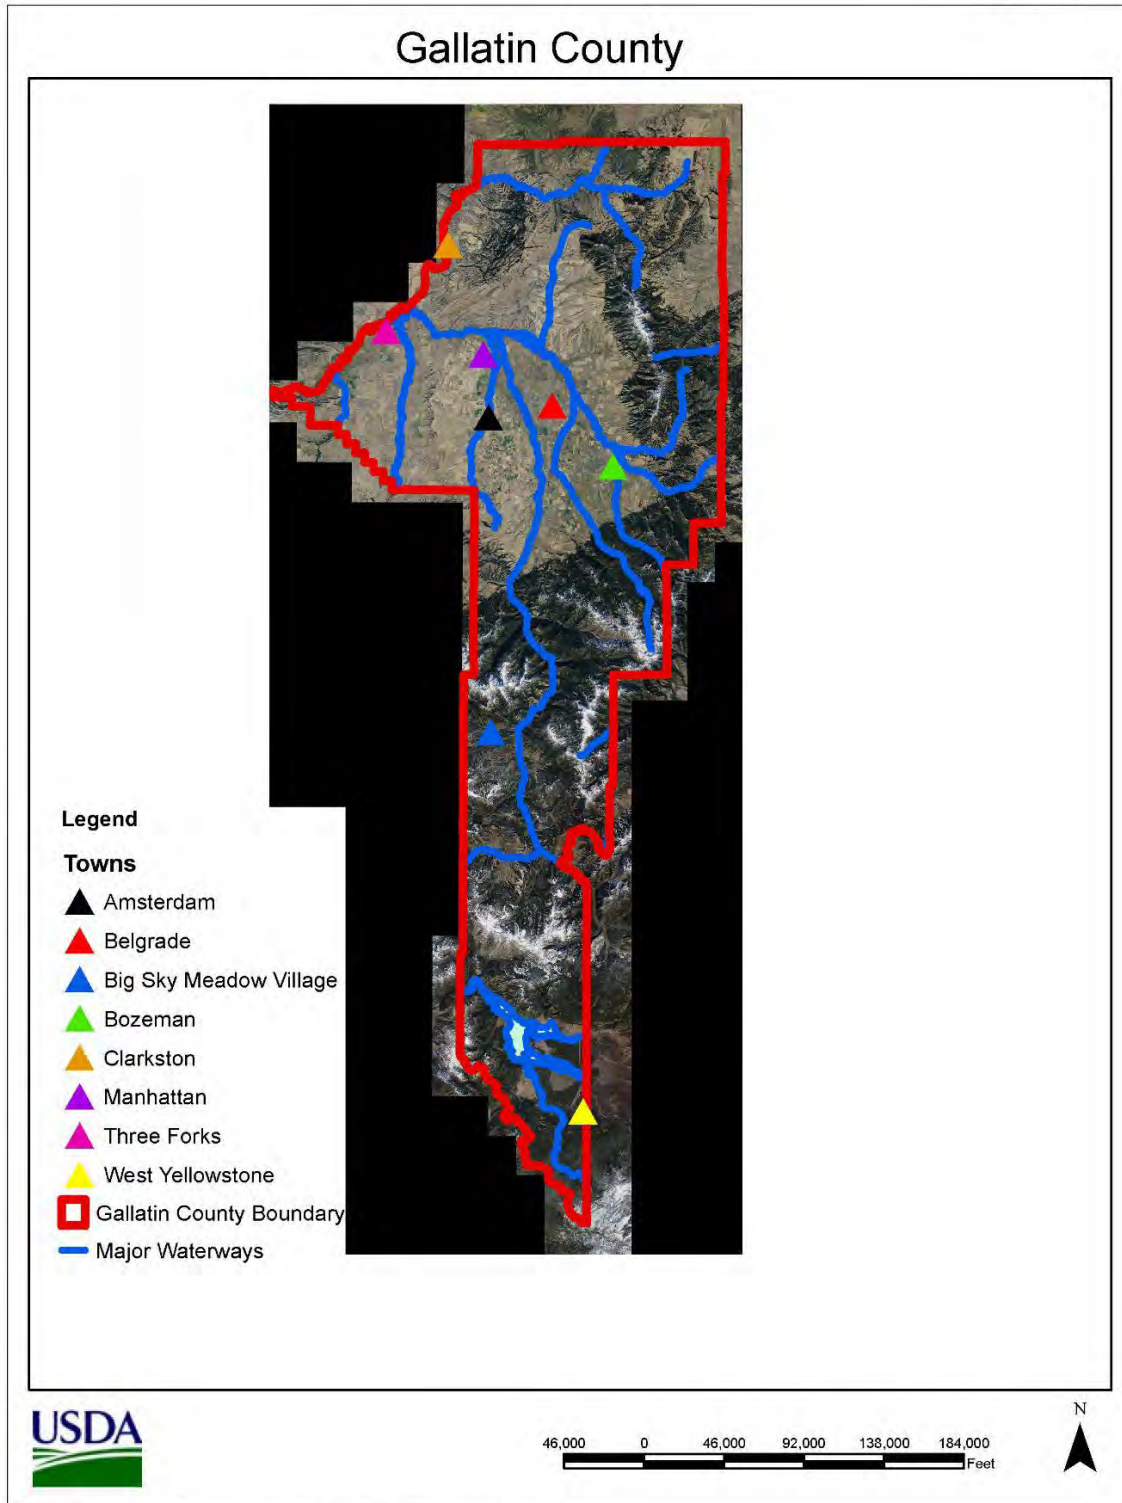 Gallatin County
Legend
Towns
Amsterdam
Belgrade
Big Sky Meadow Village
Bozeman
Clarkston
Manhattan
Three Forks
West Yellowstone
Gallatin County Boundary
Major Waterways
USDA
46,000 0 46,000 92,000 138,000 184,000
Feet
N